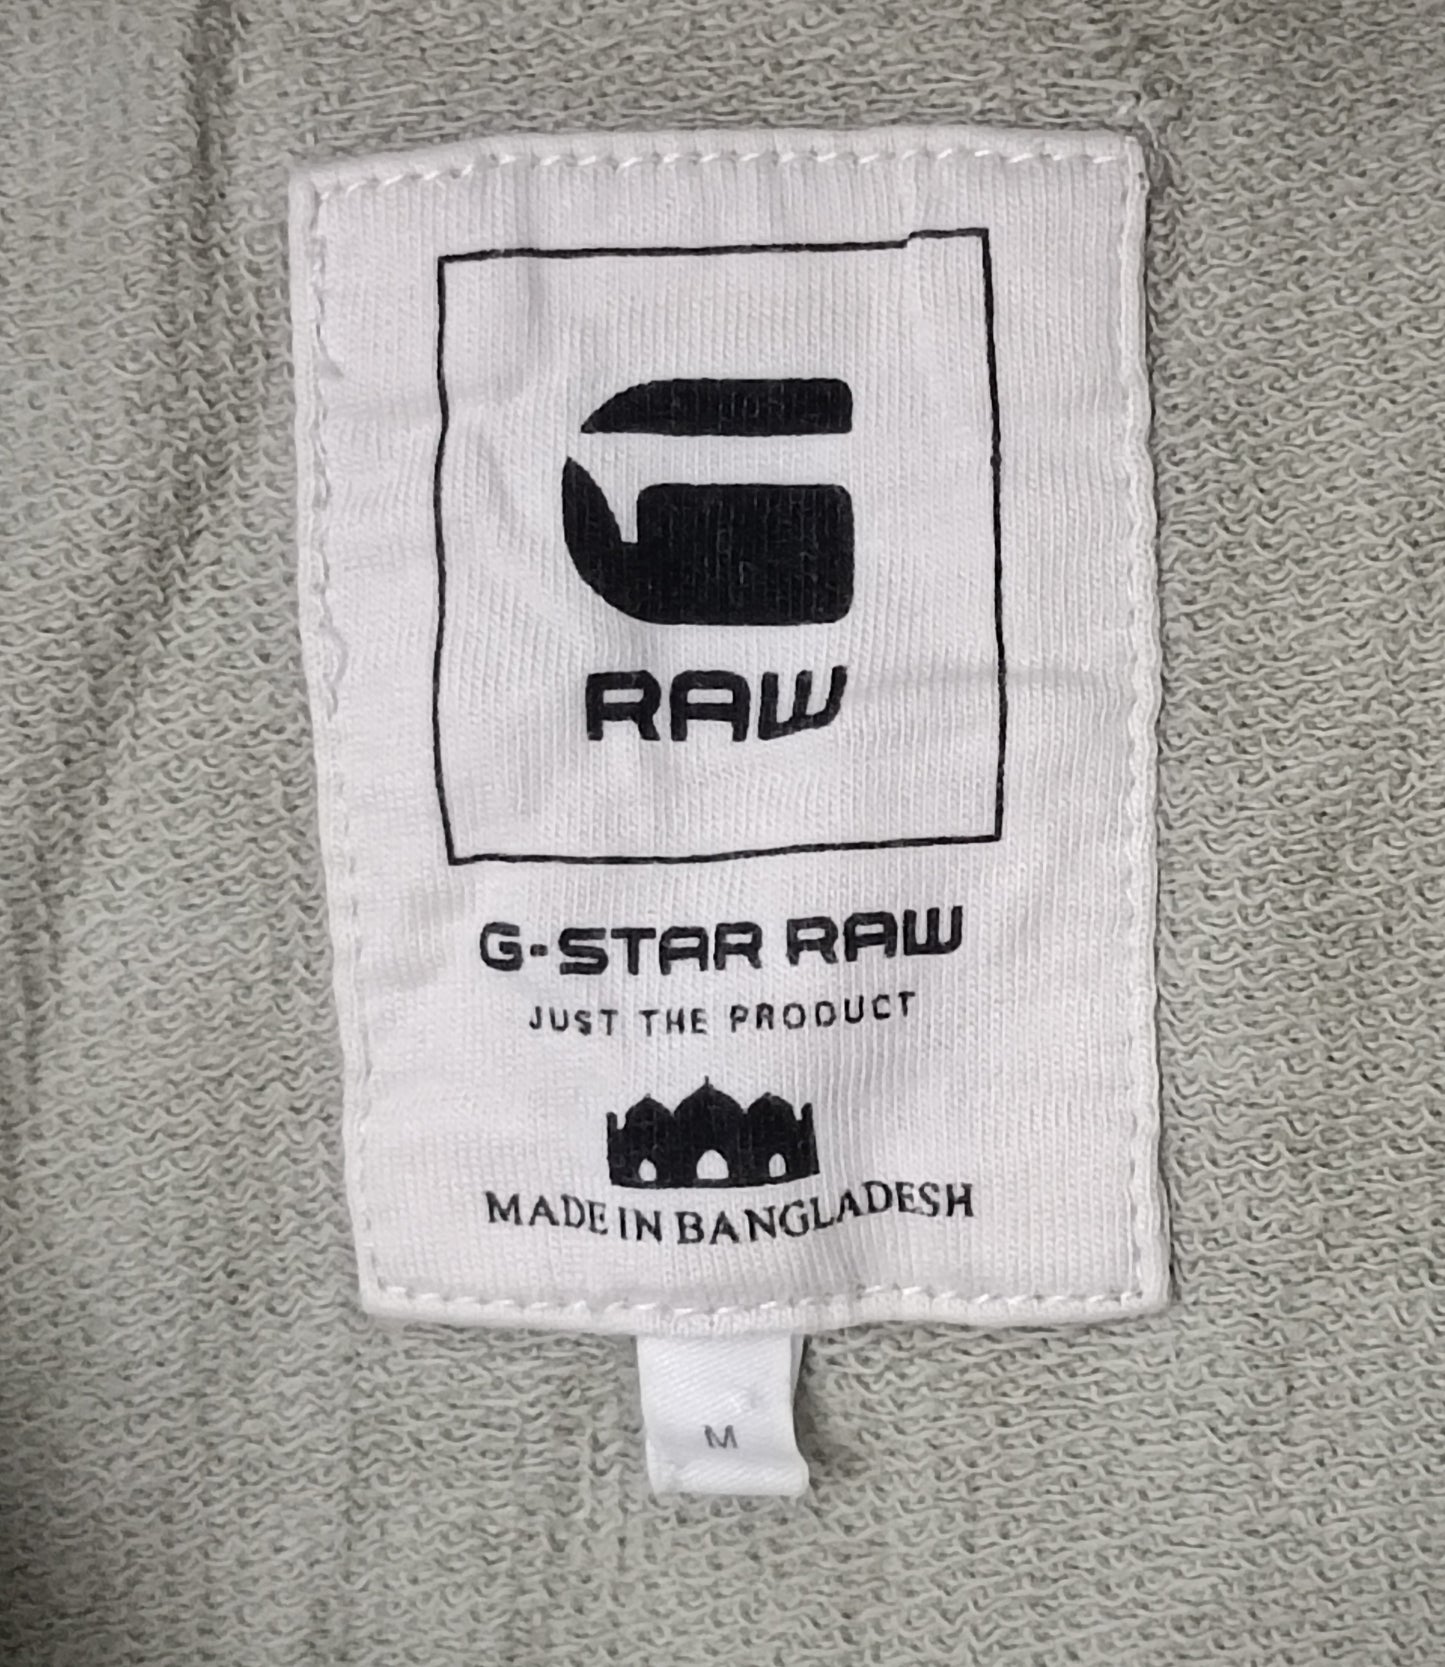 RAW
G-STAR RAW
JUST THE PRODUCT
MADE IN BANGLADESH
M